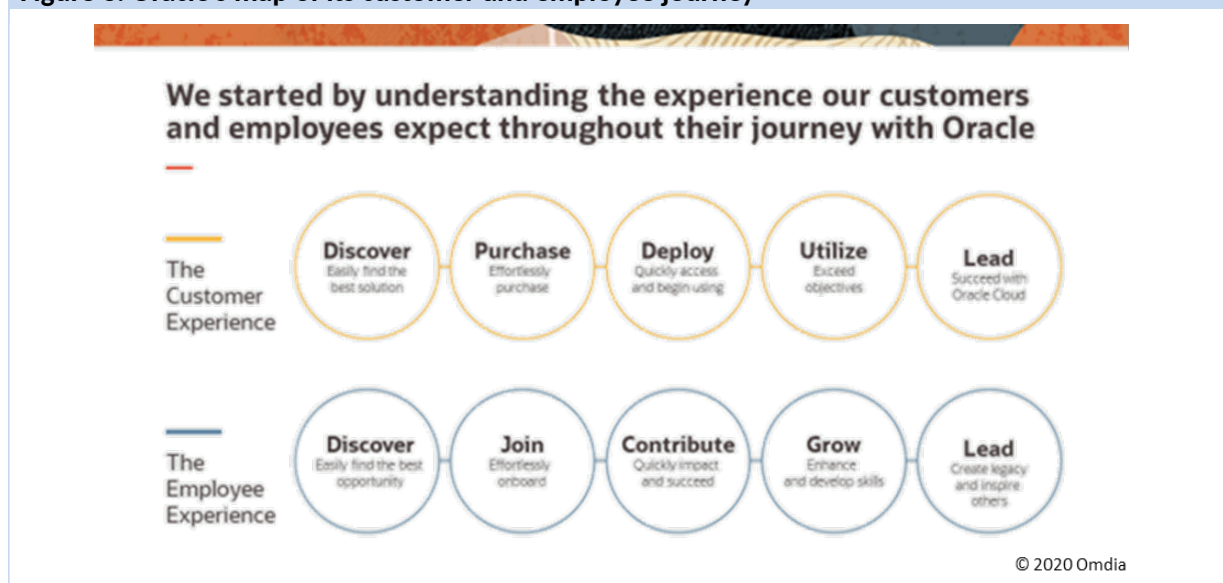 We started by understanding the experience our customers
and employees expect throughout their journey with Oracle
The
Customer
Experience
Discover
Easily find the
best solution
Purchase
Effortlessly
purchase
Deploy
Quickly access
and begin using
Utilize
Exceed
objectives
Lead
Succeed with
Oracle Cloud
The
Employee
Experience
Discover
Easily find the best
opportunity
Join
Effortlessly
onboard
Contribute
Quickly impact
and succeed
Grow
Enhance
and develop skills
Lead
Create legacy
and inspire
others
© 2020 Omdia